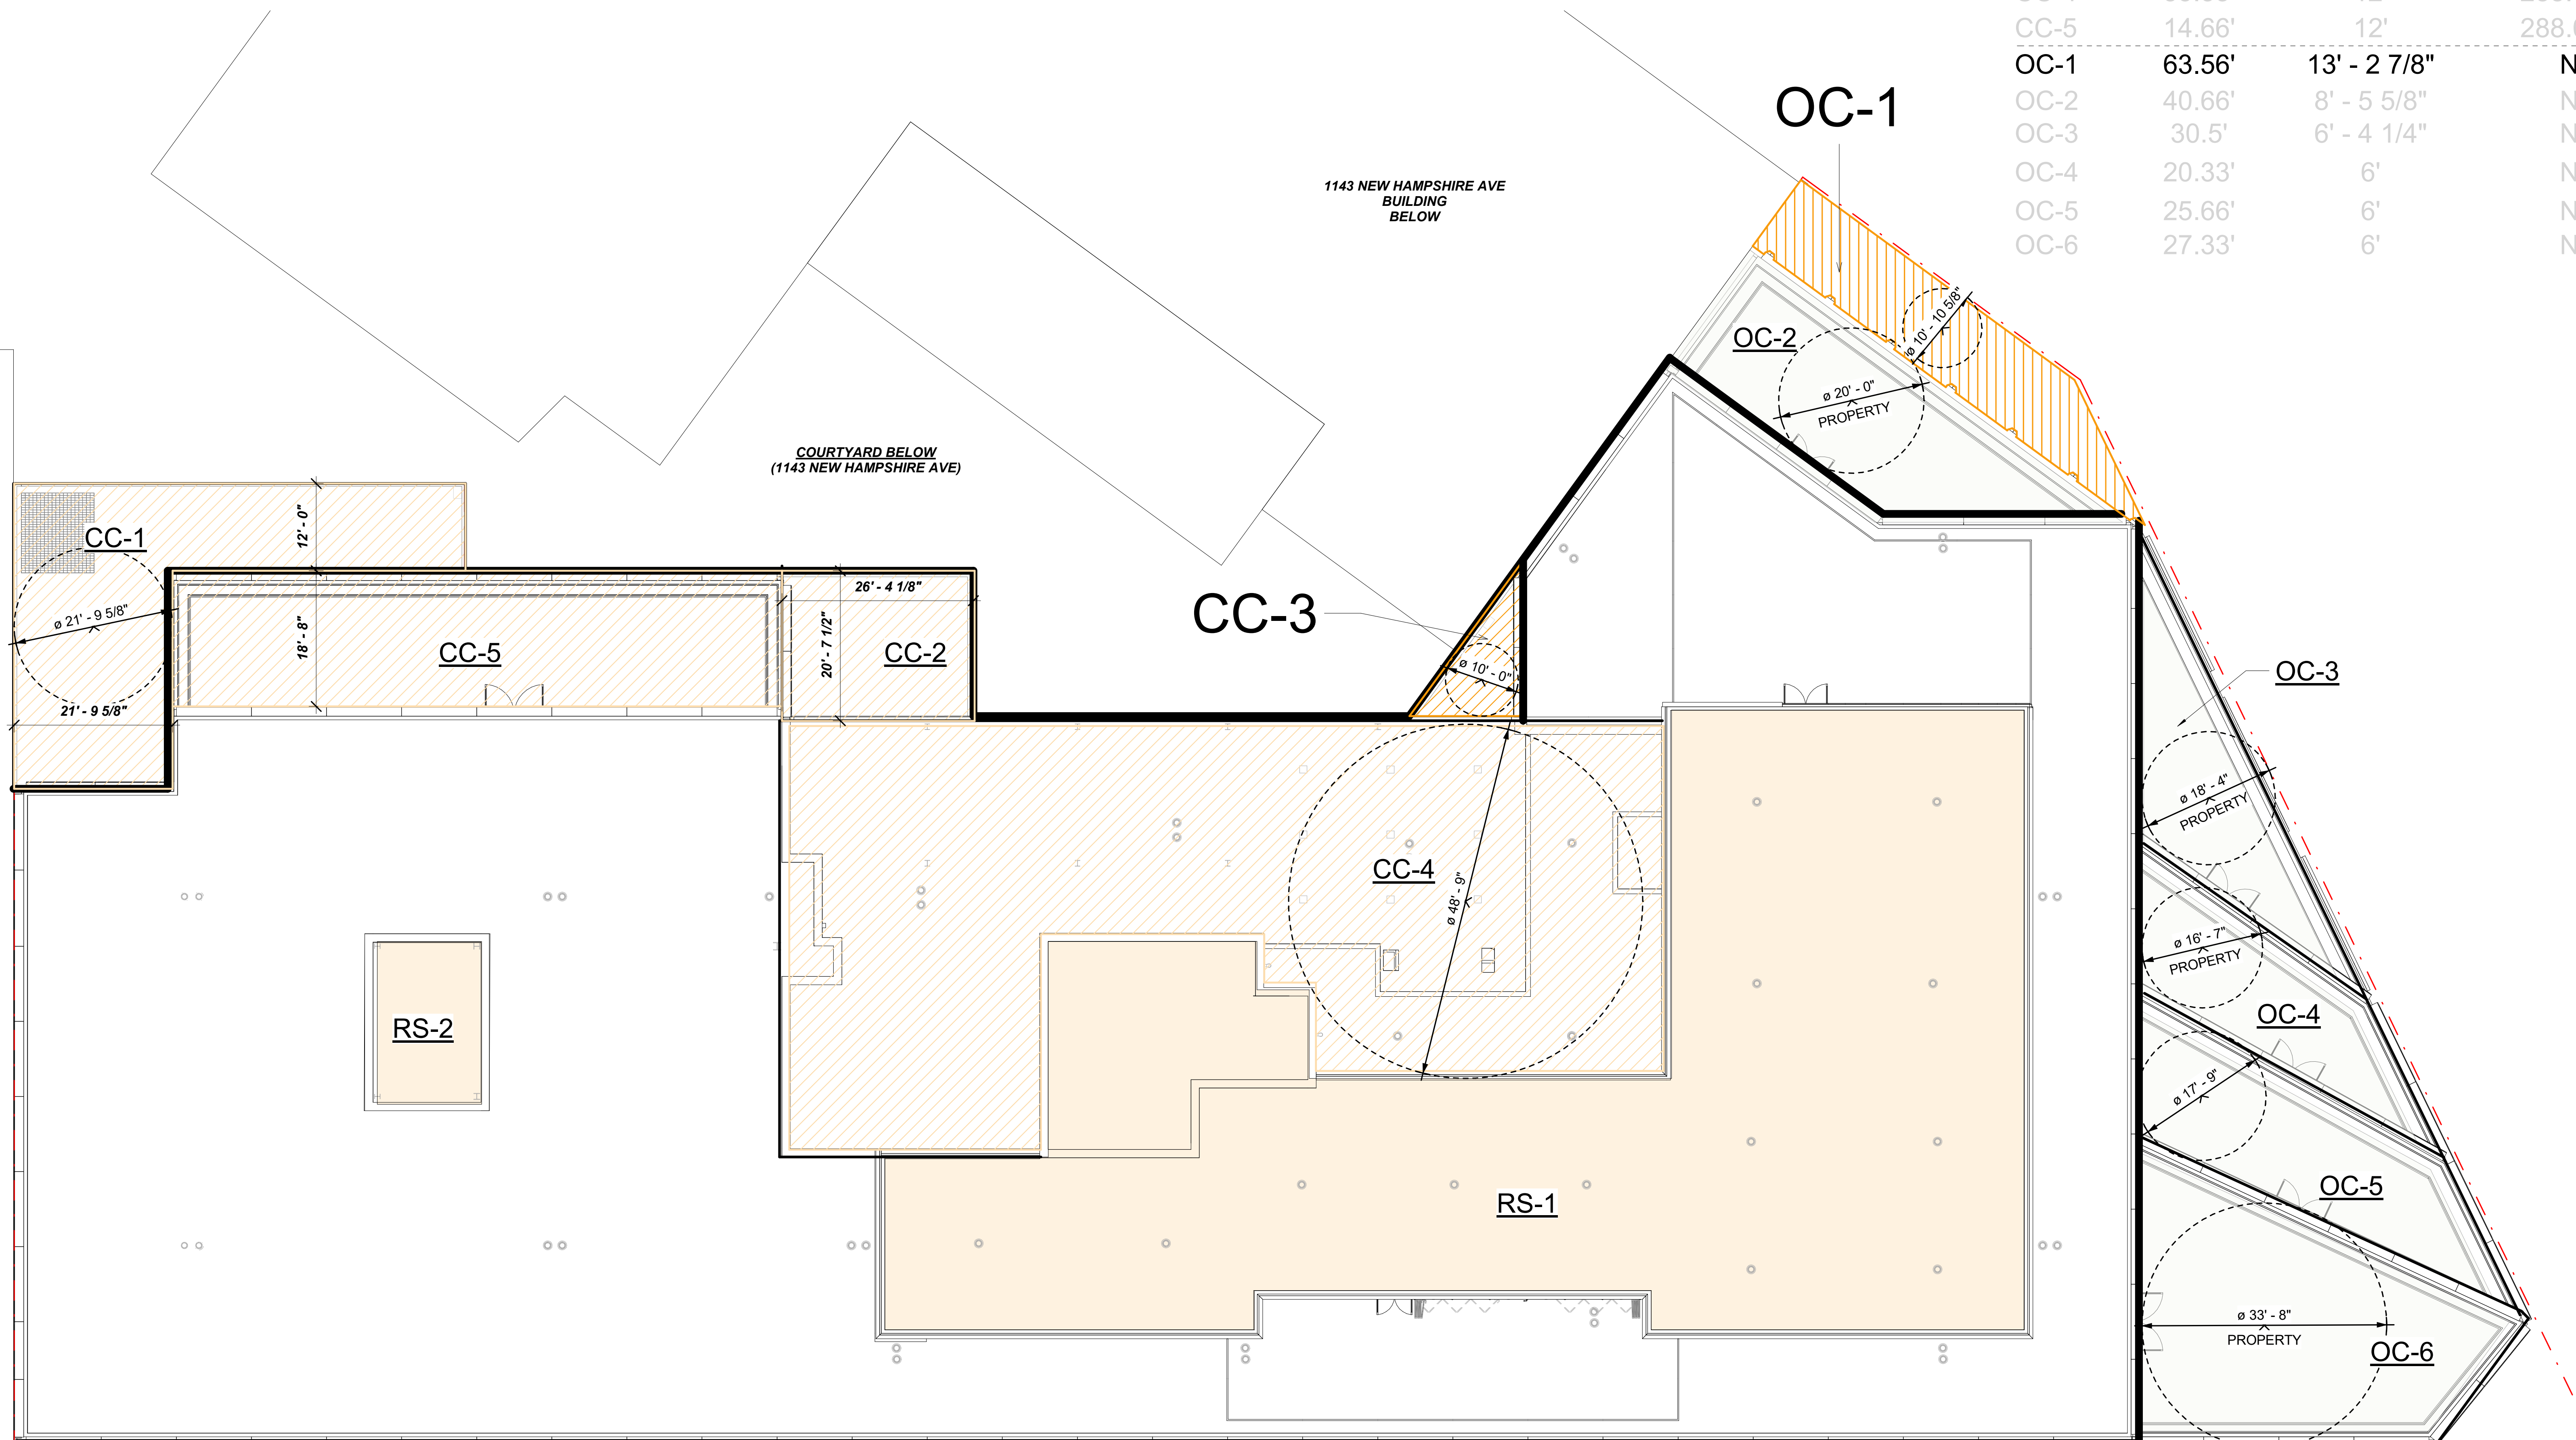 CC-5 14.66' 12'
OC-1 63.56' 13' - 2 7/8" N
OC-2 40.66' 8' - 5 5/8" N
OC-3 30.5' 6' - 4 1/4" N
OC-4 20.33' 6' N
OC-5 25.66' 6' N
OC-6 27.33' 6' N
OC-1
1143 NEW HAMPSHIRE AVE
BUILDING
BELOW
OC-2
ø 10' - 10 5/8"
ø 20' - 0"
PROPERTY
COURTYARD BELOW
(1143 NEW HAMPSHIRE AVE)
CC-1
12' - 0"
ø 21' - 9 5/8"
21' - 9 5/8"
18' - 8"
CC-5
26' - 4 1/8"
20' - 7 1/2"
CC-2
CC-3
ø 10' - 0"
OC-3
ø 18' - 4"
PROPERTY
CC-4
ø 48' - 9"
ø 16' - 7"
PROPERTY
OC-4
RS-2
ø 17' - 9"
OC-5
RS-1
ø 33' - 8"
PROPERTY
OC-6